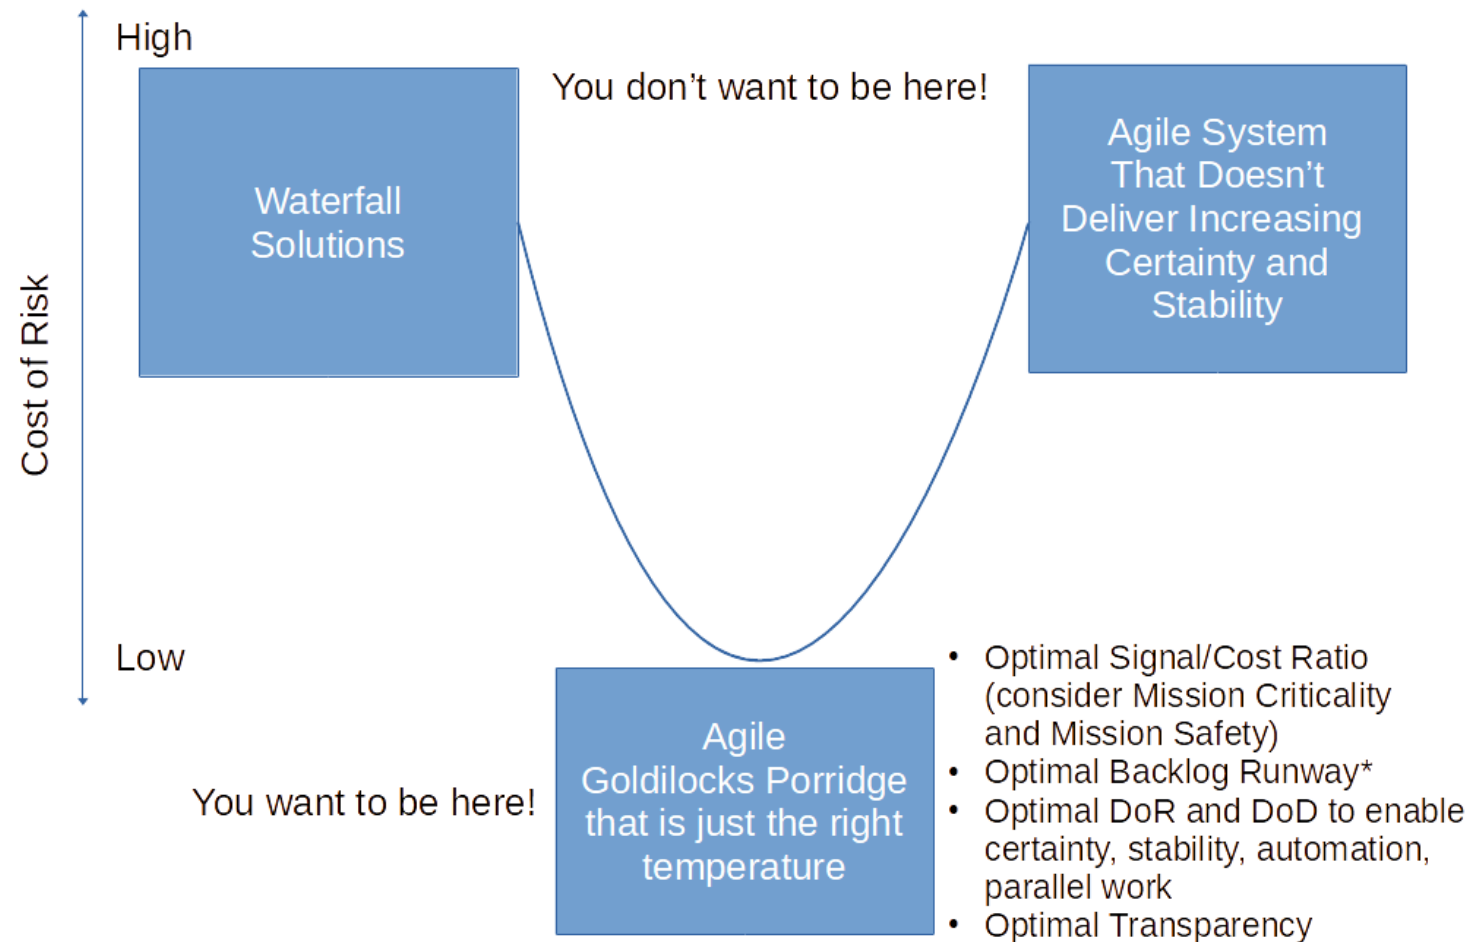 High
You don’t want to be here!
Waterfall
Solutions
Agile System
That Doesn’t
Deliver Increasing
Certainty and
Stability
Cost of Risk
Low
You want to be here!
Agile
Goldilocks Porridge
that is just the right
temperature
• Optimal Signal/Cost Ratio
(consider Mission Criticality
and Mission Safety)
• Optimal Backlog Runway*
• Optimal DoR and DoD to enable
certainty, stability, automation,
parallel work
• Optimal Transparency